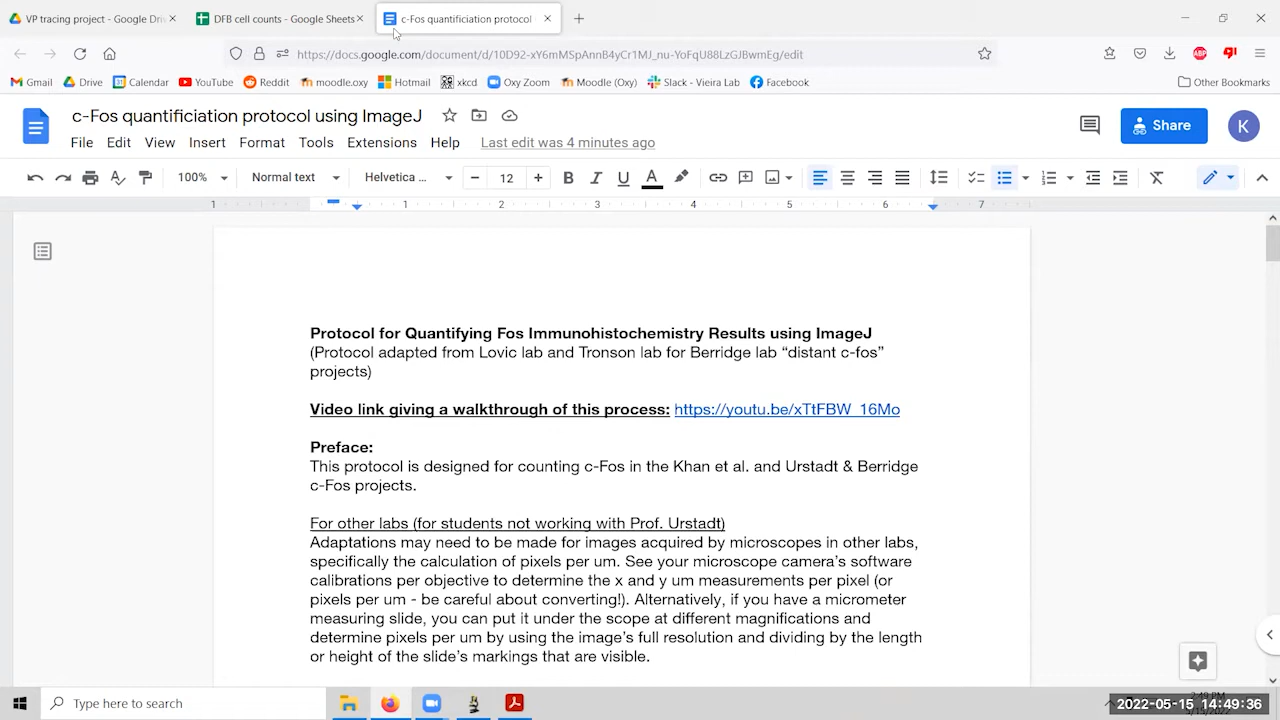 VP tracing project - Google Dri
DFB cell counts - Google Sheets
c-Fos quantificiation protocol
https://docs.google.com/document/d/10D92-xY6mMSpAnnB4yCr1MJ_nu-YoFqU88LzGJBwmEg/edit
Gmail
Drive
Calendar
YouTube
Reddit
moodle.oxy
Hotmail
xkcd
Oxy Zoom
Moodle (Oxy)
Slack - Vieira Lab
Facebook
Other Bookmarks
c-Fos quantificiation protocol using ImageJ
Share
K
File Edit View Insert Format Tools Extensions Help Last edit was 4 minutes ago
100% Normal text Helvetica ... 12
1 1 2 3 4 5 6 7
Protocol for Quantifying Fos Immunohistochemistry Results using ImageJ
(Protocol adapted from Lovic lab and Tronson lab for Berridge lab “distant c-fos”
projects)
Video link giving a walkthrough of this process: https://youtu.be/xTtFBW_16Mo
Preface:
This protocol is designed for counting c-Fos in the Khan et al. and Urstadt & Berridge
c-Fos projects.
For other labs (for students not working with Prof. Urstadt)
Adaptations may need to be made for images acquired by microscopes in other labs,
specifically the calculation of pixels per um. See your microscope camera’s software
calibrations per objective to determine the x and y um measurements per pixel (or
pixels per um - be careful about converting!). Alternatively, if you have a micrometer
measuring slide, you can put it under the scope at different magnifications and
determine pixels per um by using the image’s full resolution and dividing by the length
or height of the slide’s markings that are visible.
Type here to search
2022-05-15 14:49:36